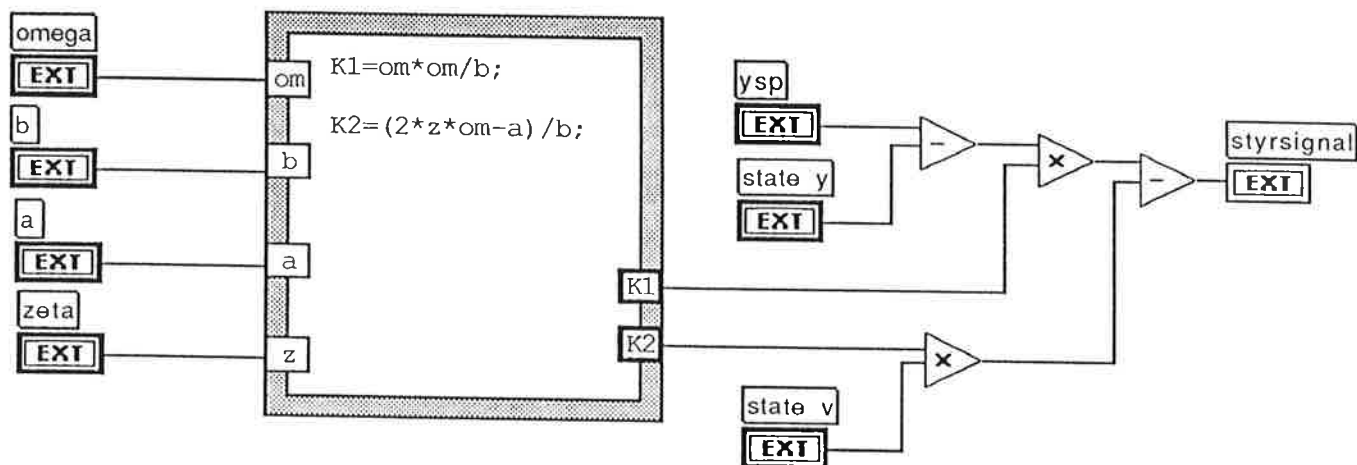 omega
EXT
b
EXT
a
EXT
zeta
EXT
om
b
a
z
K1=om*om/b;
K2=(2*z*om-a)/b;
K1
K2
ysp
EXT
state y
EXT
state v
EXT
-
×
-
×
styrsignal
EXT